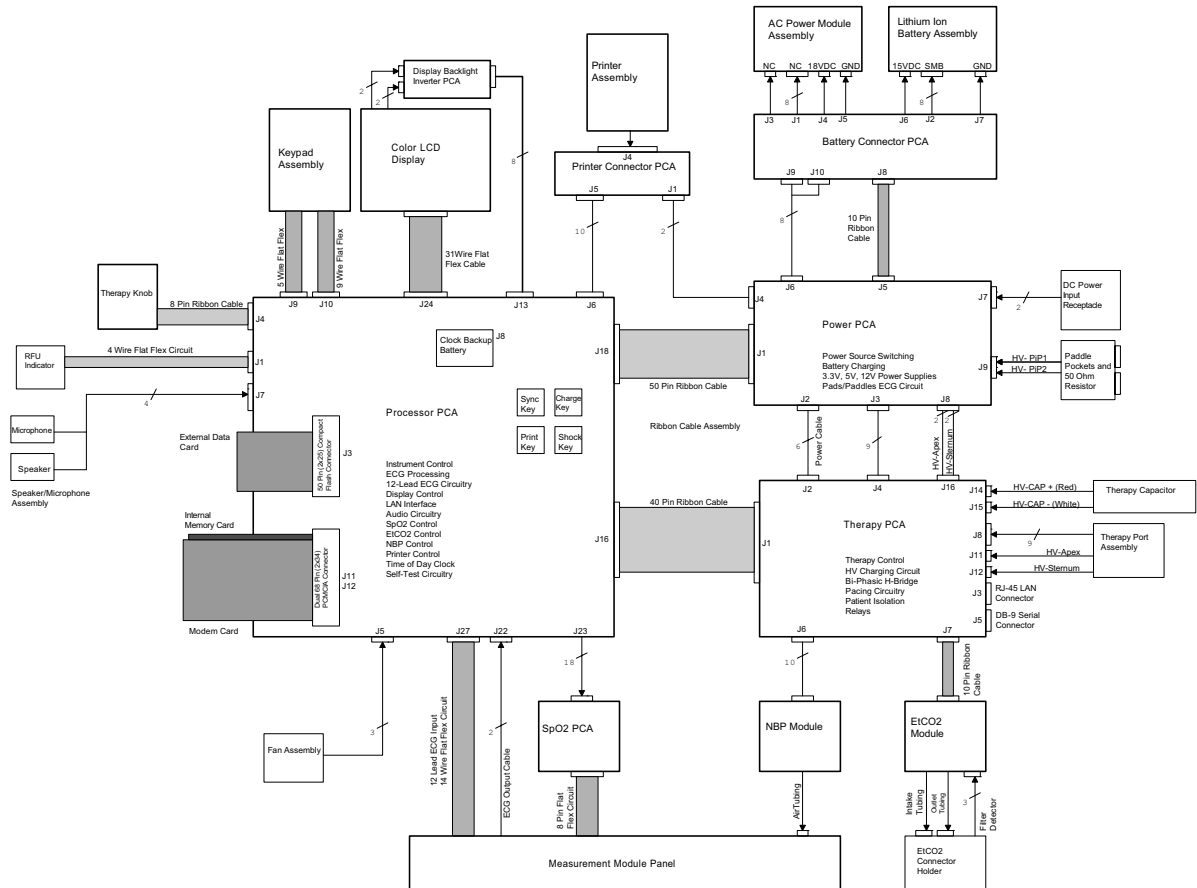 AC Power Module
Assembly
NC NC 18VDC GND
8
J3 J1 J4 J5
Lithium Ion
Battery Assembly
15VDC SMB GND
8
J6 J2 J7
Battery Connector PCA
J9 J10 J8
8
10 Pin
Ribbon
Cable
Printer
Assembly
J4
Printer Connector PCA
J5 J1
10
2
Display Backlight
Inverter PCA
2
2
8
Keypad
Assembly
Color LCD
Display
5 Wire Flat Flex
9 Wire Flat Flex
31Wire Flat
Flex Cable
Therapy Knob
8 Pin Ribbon Cable
RFU
Indicator
4 Wire Flat Flex Circuit
Microphone
Speaker
4
Speaker/Microphone
Assembly
External Data
Card
50 Pin (2x25) Compact
Flash Connector
Internal
Memory Card
Dual 68 Pin (2x34)
PCMCIA Connector
Modem Card
J9 J10 J24 J13 J6
J4
J1
J7
J3
J11
J12
J18
J16
J5 J27 J22 J23
Clock Backup
Battery
J8
Sync
Key
Charge
Key
Print
Key
Shock
Key
Processor PCA
Instrument Control
ECG Processing
12-Lead ECG Circuitry
Display Control
LAN Interface
Audio Circuitry
SpO2 Control
EtCO2 Control
NBP Control
Printer Control
Time of Day Clock
Self-Test Circuitry
50 Pin Ribbon Cable
Ribbon Cable Assembly
40 Pin Ribbon Cable
J6 J5
J4
J7
J1
J9
Power PCA
Power Source Switching
Battery Charging
3.3V, 5V, 12V Power Supplies
Pads/Paddles ECG Circuit
J2 J3 J8
DC Power
Input
Receptacle
2
HV- PiP1
HV- PiP2
Paddle
Pockets and
50 Ohm
Resistor
6
Power Cable
9
2
2
HV-Apex
HV-Sternum
J2 J4 J16
J1
Therapy PCA
Therapy Control
HV Charging Circuit
Bi-Phasic H-Bridge
Pacing Circuitry
Patient Isolation
Relays
J14
J15
J8
J11
J12
J3
J5
J6 J7
HV-CAP + (Red)
HV-CAP - (White)
Therapy Capacitor
9
HV-Apex
HV-Sternum
Therapy Port
Assembly
RJ-45 LAN
Connector
DB-9 Serial
Connector
Fan Assembly
3
12 Lead ECG Input
14 Wire Flat Flex Circuit
2
ECG Output Cable
18
SpO2 PCA
8 Pin Flat
Flex Circuit
10
NBP Module
AirTubing
10 Pin Ribbon
Cable
EtCO2
Module
Intake
Tubing
Outlet
Tubing
3
Filter
Detector
EtCO2
Connector
Holder
Measurement Module Panel